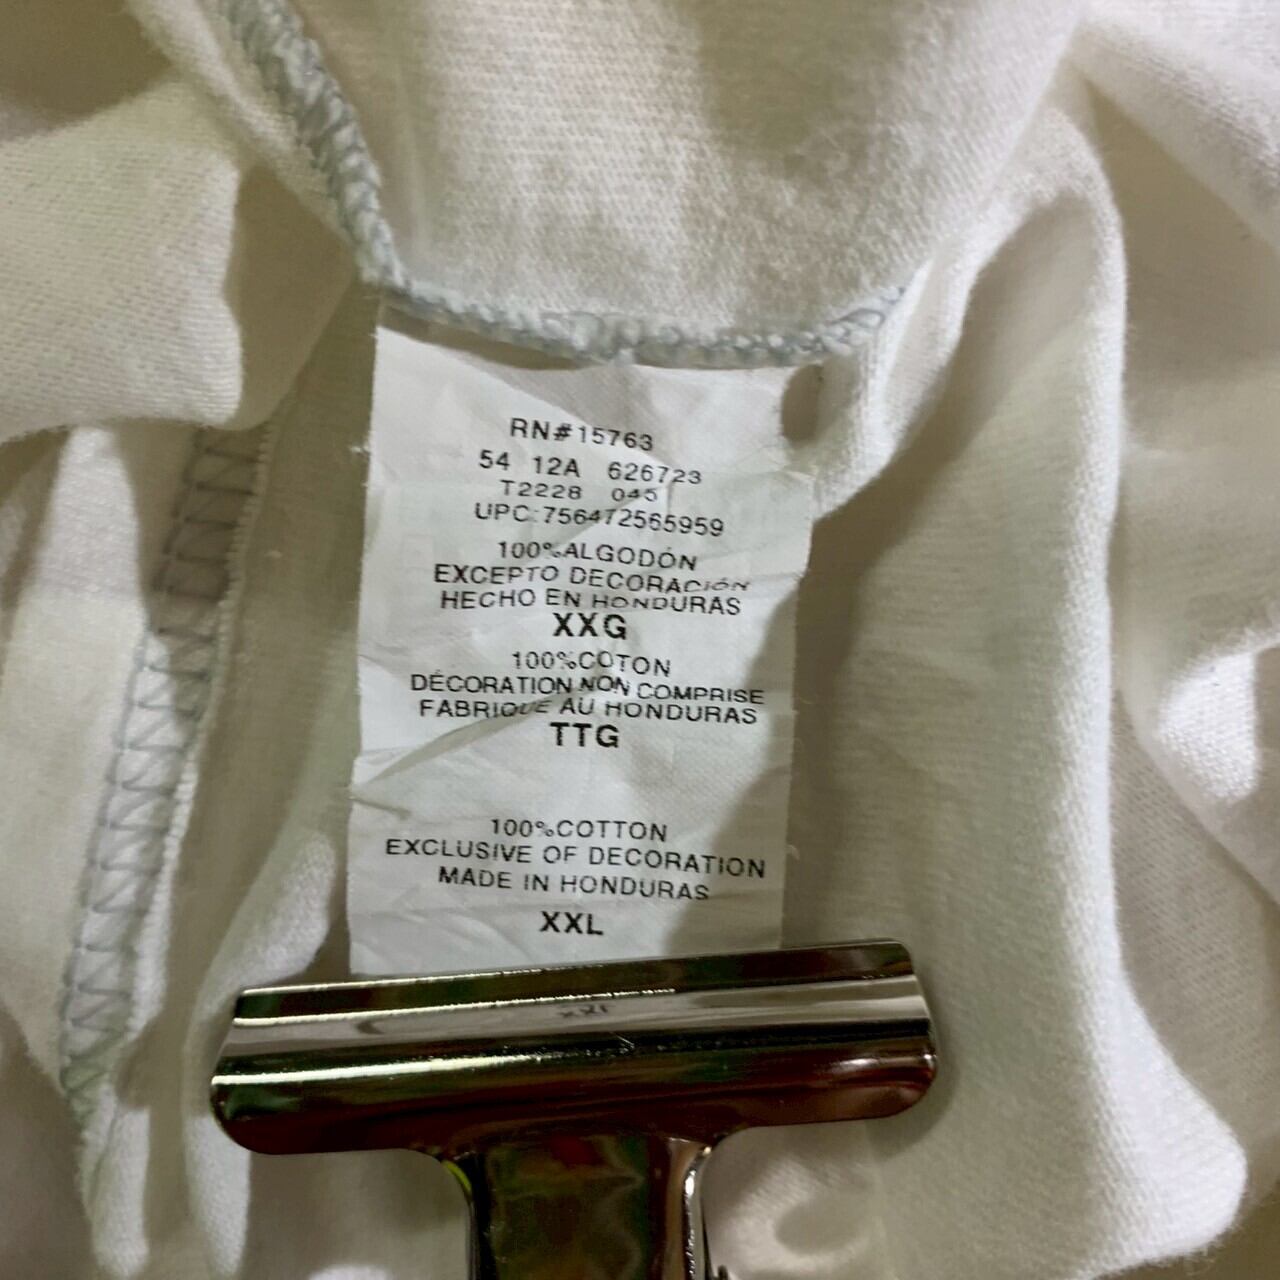 RN#15763
54 12A 626723
T2228 045
UPC:756472565959
100%ALGODÓN
EXCEPTO DECORACIÓN
HECHO EN HONDURAS
XXG
100%COTON
DÉCORATION NON COMPRISE
FABRIQUE AU HONDURAS
TTG
100%COTTON
EXCLUSIVE OF DECORATION
MADE IN HONDURAS
XXL